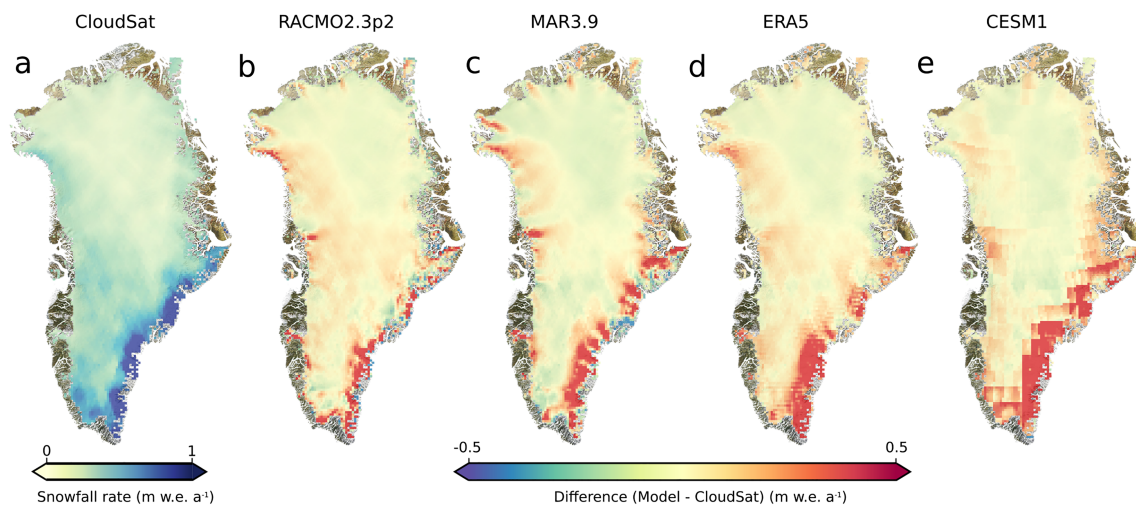 CloudSat
RACMO2.3p2
MAR3.9
ERA5
CESM1
a
b
c
d
e
0
1
Snowfall rate (m w.e. a⁻¹)
-0.5
0.5
Difference (Model - CloudSat) (m w.e. a⁻¹)